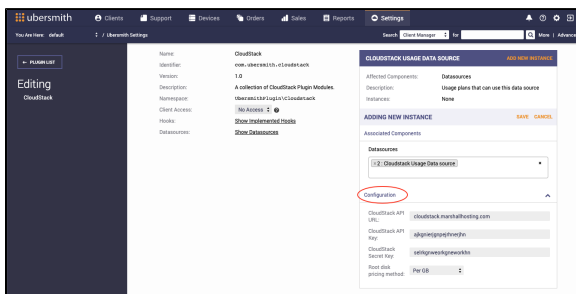 ubersmith
Clients
Support
Devices
Orders
Sales
Reports
Settings
You Are Here: default
/ Ubersmith Settings
Search Client Manager for
More | Advance
← PLUGIN LIST
Editing
CloudStack
Name: CloudStack
Identifier: com.ubersmith.cloudstack
Version: 1.0
Description: A collection of CloudStack Plugin Modules.
Namespace: UbersmithPlugin\cloudstack
Client Access: No Access
Hooks: Show Implemented Hooks
Datasources: Show Datasources
CLOUDSTACK USAGE DATA SOURCE ADD NEW INSTANCE
Affected Components: Datasources
Description: Usage plans that can use this data source
Instances: None
ADDING NEW INSTANCE SAVE CANCEL
Associated Components
Datasources
×2 : Cloudstack Usage Data source
Configuration
CloudStack API URL: cloudstack.marshallhosting.com
CloudStack API Key:
CloudStack Secret Key:
Root disk pricing method: Per GB